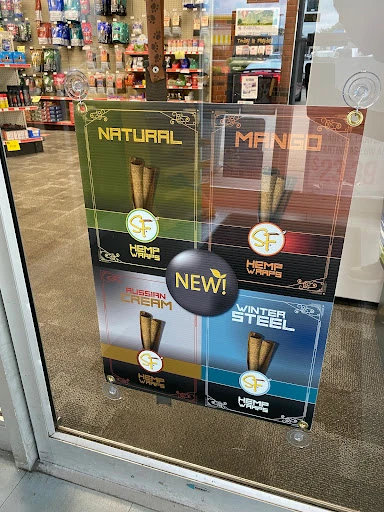 NATURAL
SF
HEMP
WRAPS
MANGO
SF
HEMP
WRAPS
NEW!
RUSSIAN
CREAM
SF
HEMP
WRAPS
WINTER
STEEL
SF
HEMP
WRAPS